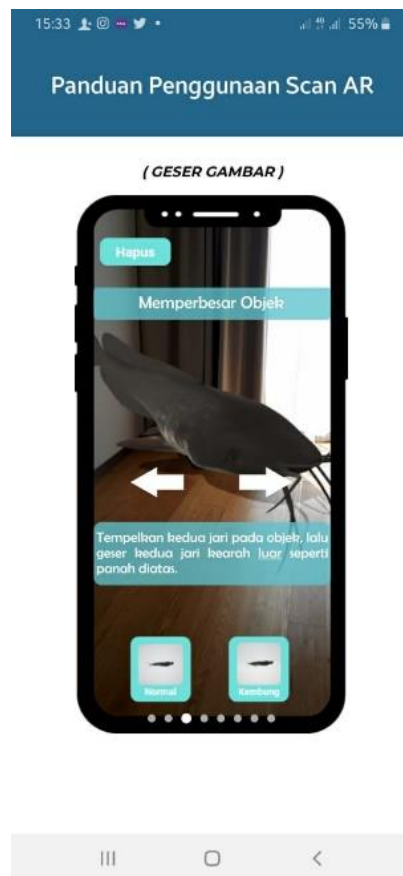 15:33
55%
Panduan Penggunaan Scan AR
( GESER GAMBAR )
Hapus
Memperbesar Objek
Tempelkan kedua jari pada objek, lalu
geser kedua jari kearah luar seperti
panah diatas.
Normal
Kembung